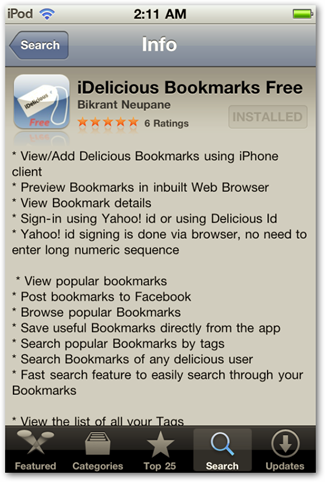 iPod 2:11 AM
Search Info
iDelicious
Free
iDelicious Bookmarks Free
Bikrant Neupane
6 Ratings
INSTALLED
* View/Add Delicious Bookmarks using iPhone
client
* Preview Bookmarks in inbuilt Web Browser
* View Bookmark details
* Sign-in using Yahoo! id or using Delicious Id
* Yahoo! id signing is done via browser, no need to
enter long numeric sequence
* View popular bookmarks
* Post bookmarks to Facebook
* Browse popular Bookmarks
* Save useful Bookmarks directly from the app
* Search popular Bookmarks by tags
* Search Bookmarks of any delicious user
* Fast search feature to easily search through your
Bookmarks
* View the list of all your Tags
Featured Categories Top 25 Search Updates